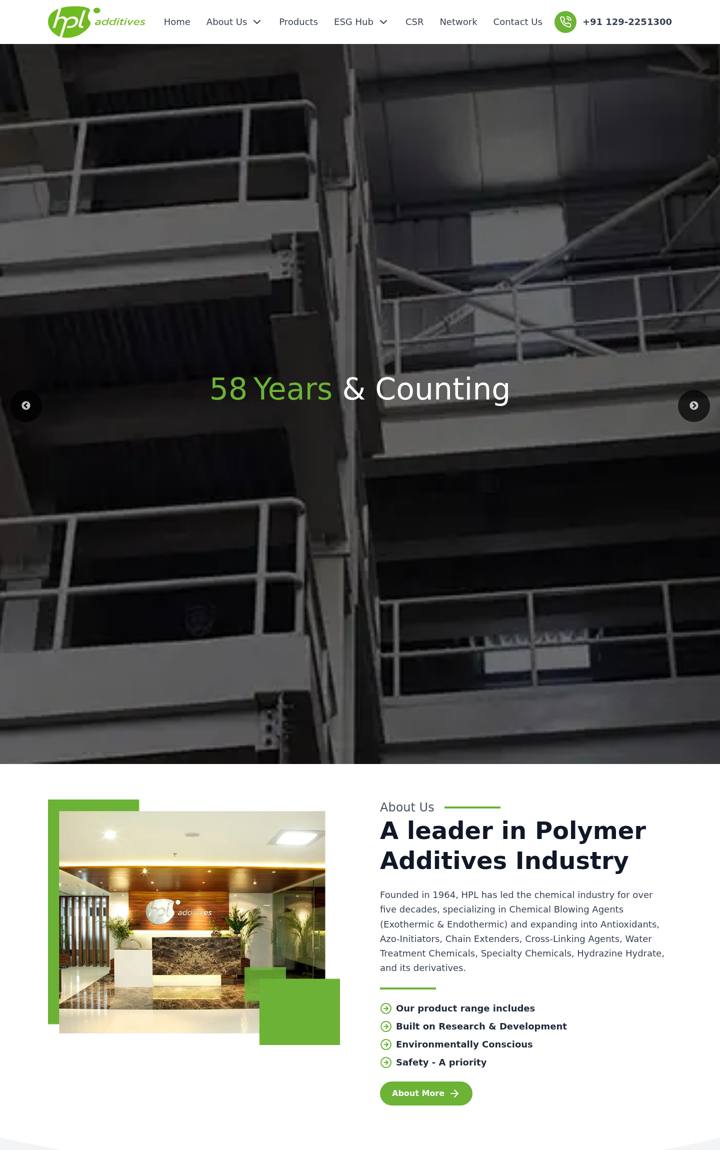 hpl additives
Home About Us Products ESG Hub CSR Network Contact Us +91 129-2251300
58 Years & Counting
About Us
A leader in Polymer
Additives Industry
Founded in 1964, HPL has led the chemical industry for over
five decades, specializing in Chemical Blowing Agents
(Exothermic & Endothermic) and expanding into Antioxidants,
Azo-Initiators, Chain Extenders, Cross-Linking Agents, Water
Treatment Chemicals, Specialty Chemicals, Hydrazine Hydrate,
and its derivatives.
hpl additives
Our product range includes
Built on Research & Development
Environmentally Conscious
Safety - A priority
About More